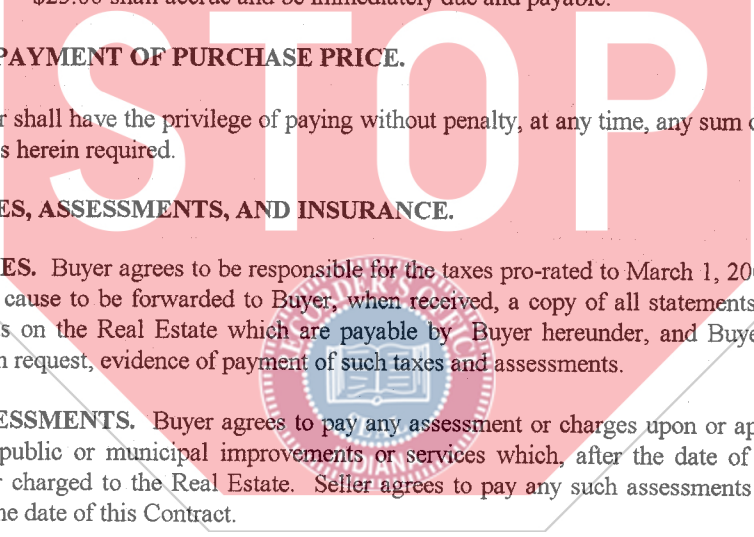 $25.00 shall accrue and be immediately due and payable.
PAYMENT OF PURCHASE PRICE.
r shall have the privilege of paying without penalty, at any time, any sum
s herein required.
ES, ASSESSMENTS, AND INSURANCE.
ES. Buyer agrees to be responsible for the taxes pro-rated to March 1, 20
cause to be forwarded to Buyer, when received, a copy of all statements
s on the Real Estate which are payable by Buyer hereunder, and Buye
n request, evidence of payment of such taxes and assessments.
ESSMENTS. Buyer agrees to pay any assessment or charges upon or ap
public or municipal improvements or services which, after the date of
r charged to the Real Estate. Seller agrees to pay any such assessments
he date of this Contract.
STOP
RECORDER'S OFFICE
SEAL
INDIANA